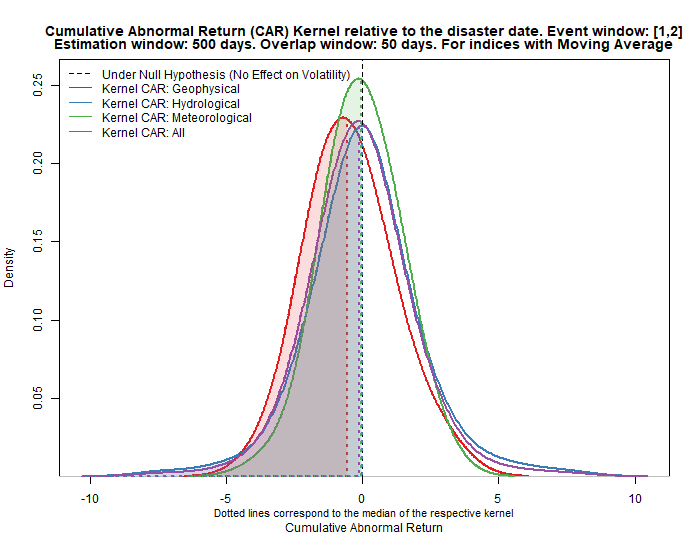 Cumulative Abnormal Return (CAR) Kernel relative to the disaster date. Event window: [1,2]
Estimation window: 500 days. Overlap window: 50 days. For indices with Moving Average
Under Null Hypothesis (No Effect on Volatility)
Kernel CAR: Geophysical
Kernel CAR: Hydrological
Kernel CAR: Meteorological
Kernel CAR: All
Density
0.25
0.20
0.15
0.10
0.05
-10 -5 0 5 10
Dotted lines correspond to the median of the respective kernel
Cumulative Abnormal Return